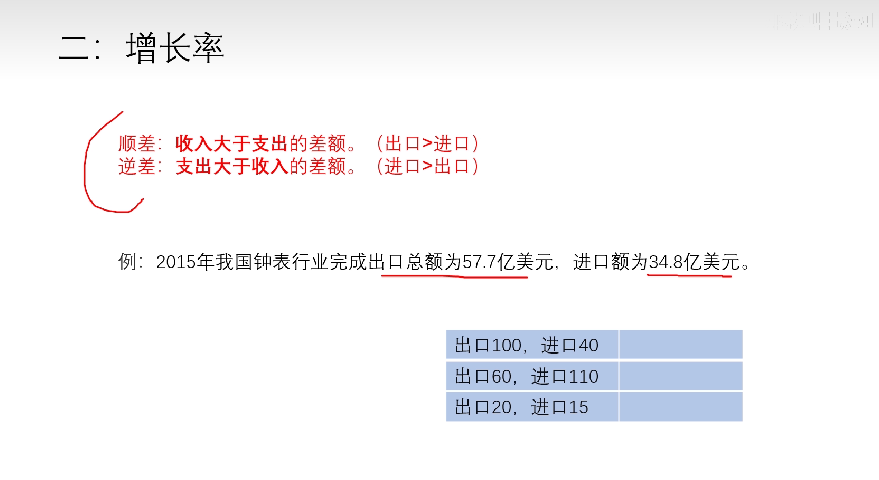 二：增长率
顺差：收入大于支出的差额。（出口>进口）
逆差：支出大于收入的差额。（进口>出口）
例：2015年我国钟表行业完成出口总额为57.7亿美元，进口额为34.8亿美元。
出口100，进口40
出口60，进口110
出口20，进口15